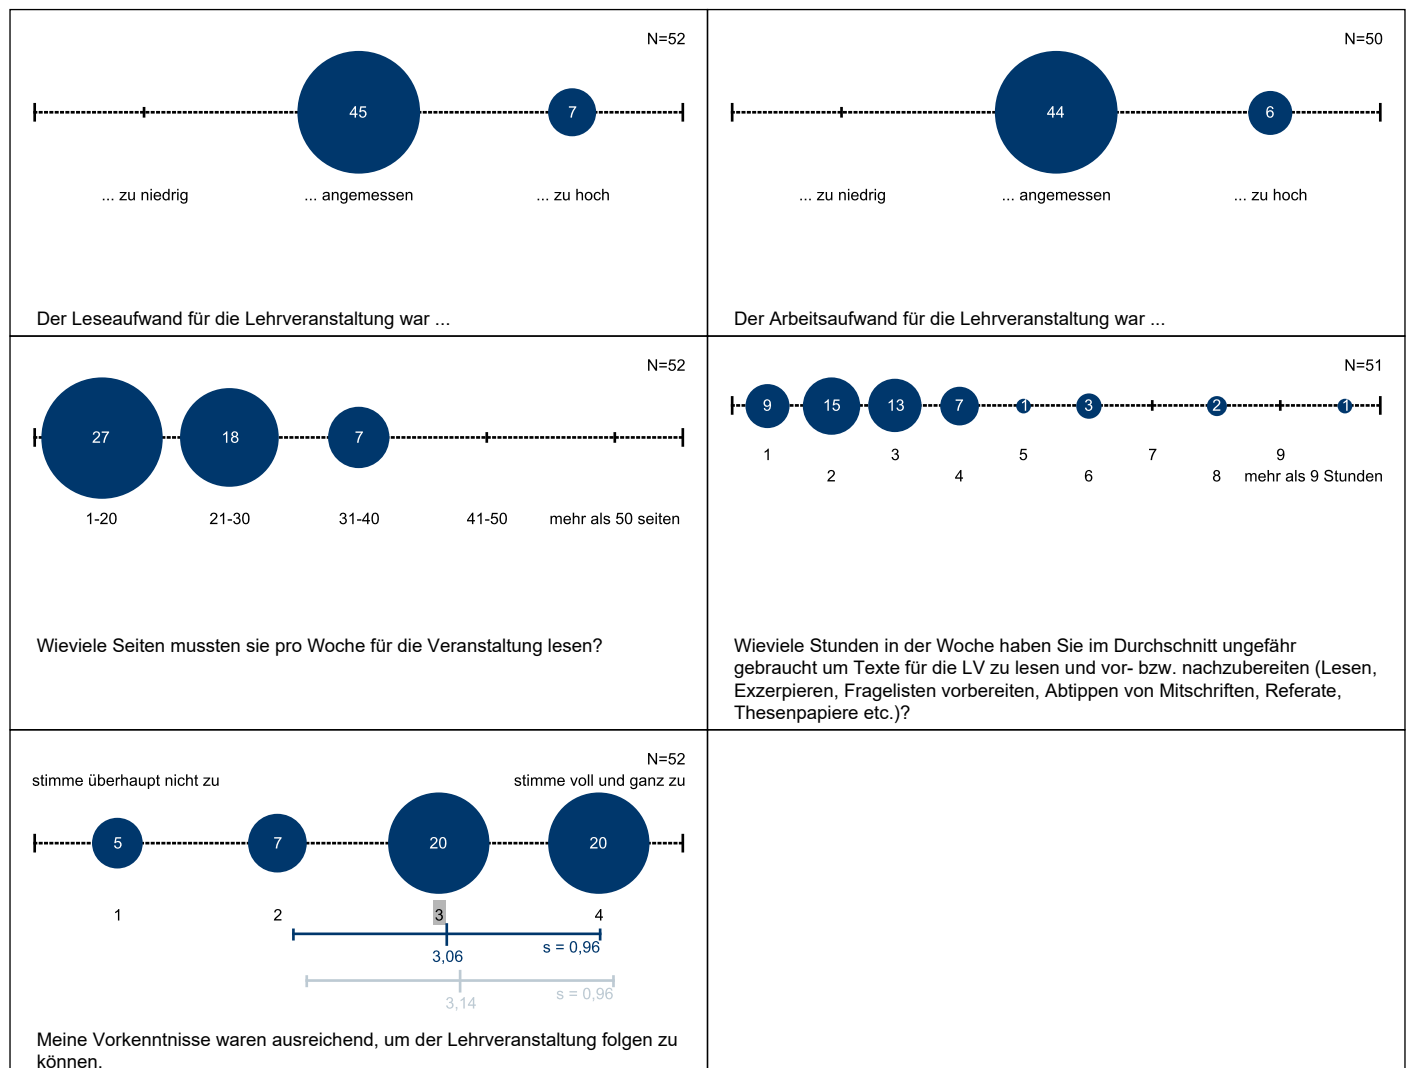 N=52
45
7
... zu niedrig
... angemessen
... zu hoch
Der Leseaufwand für die Lehrveranstaltung war ...
N=50
44
6
... zu niedrig
... angemessen
... zu hoch
Der Arbeitsaufwand für die Lehrveranstaltung war ...
N=52
27
18
7
1-20
21-30
31-40
41-50
mehr als 50 seiten
Wieviele Seiten mussten sie pro Woche für die Veranstaltung lesen?
N=51
9
15
13
7
1
3
2
1
1
3
5
7
9
2
4
6
8
mehr als 9 Stunden
Wieviele Stunden in der Woche haben Sie im Durchschnitt ungefähr
gebraucht um Texte für die LV zu lesen und vor- bzw. nachzubereiten (Lesen,
Exzerpieren, Fragelisten vorbereiten, Abtippen von Mitschriften, Referate,
Thesenpapiere etc.)?
N=52
stimme überhaupt nicht zu
stimme voll und ganz zu
5
7
20
20
1
2
3
4
s = 0,96
3,06
s = 0,96
3,14
Meine Vorkenntnisse waren ausreichend, um der Lehrveranstaltung folgen zu
können.